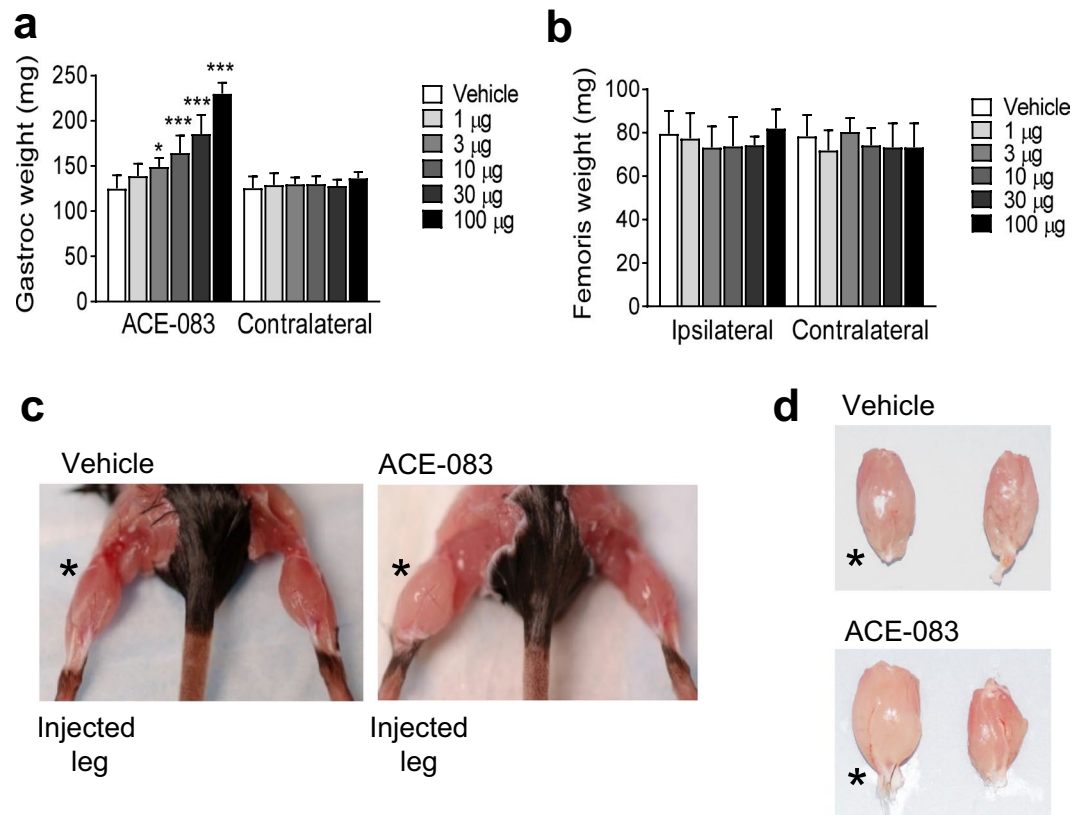 a
Gastroc weight (mg)
250
200
150
100
50
0
*
***
***
***
ACE-083
Contralateral
Vehicle
1 μg
3 μg
10 μg
30 μg
100 μg
b
Femoris weight (mg)
100
80
60
40
20
0
Ipsilateral
Contralateral
Vehicle
1 μg
3 μg
10 μg
30 μg
100 μg
c
Vehicle
*
Injected
leg
ACE-083
*
Injected
leg
d
Vehicle
*
ACE-083
*